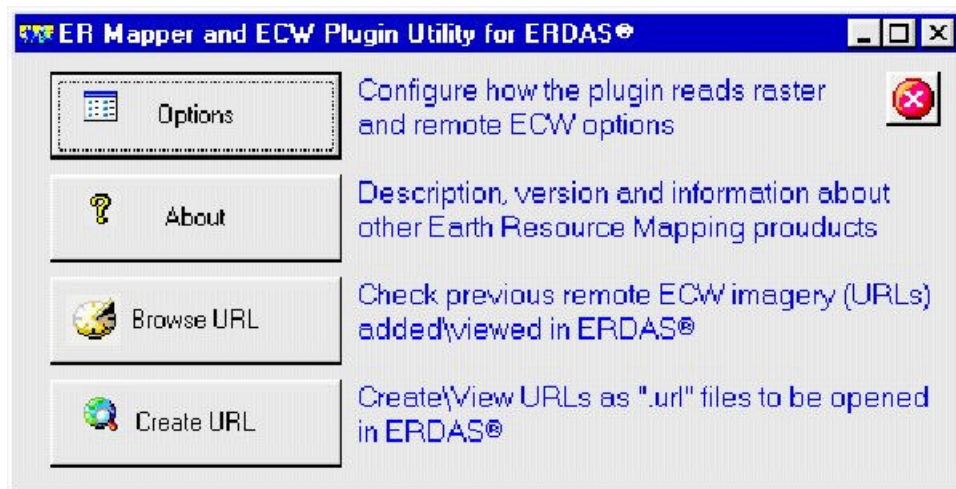 ER Mapper and ECW Plugin Utility for ERDAS®
Options
Configure how the plugin reads raster
and remote ECW options
About
Description, version and information about
other Earth Resource Mapping prouducts
Browse URL
Check previous remote ECW imagery (URLs)
added\viewed in ERDAS®
Create URL
Create\View URLs as ".url" files to be opened
in ERDAS®